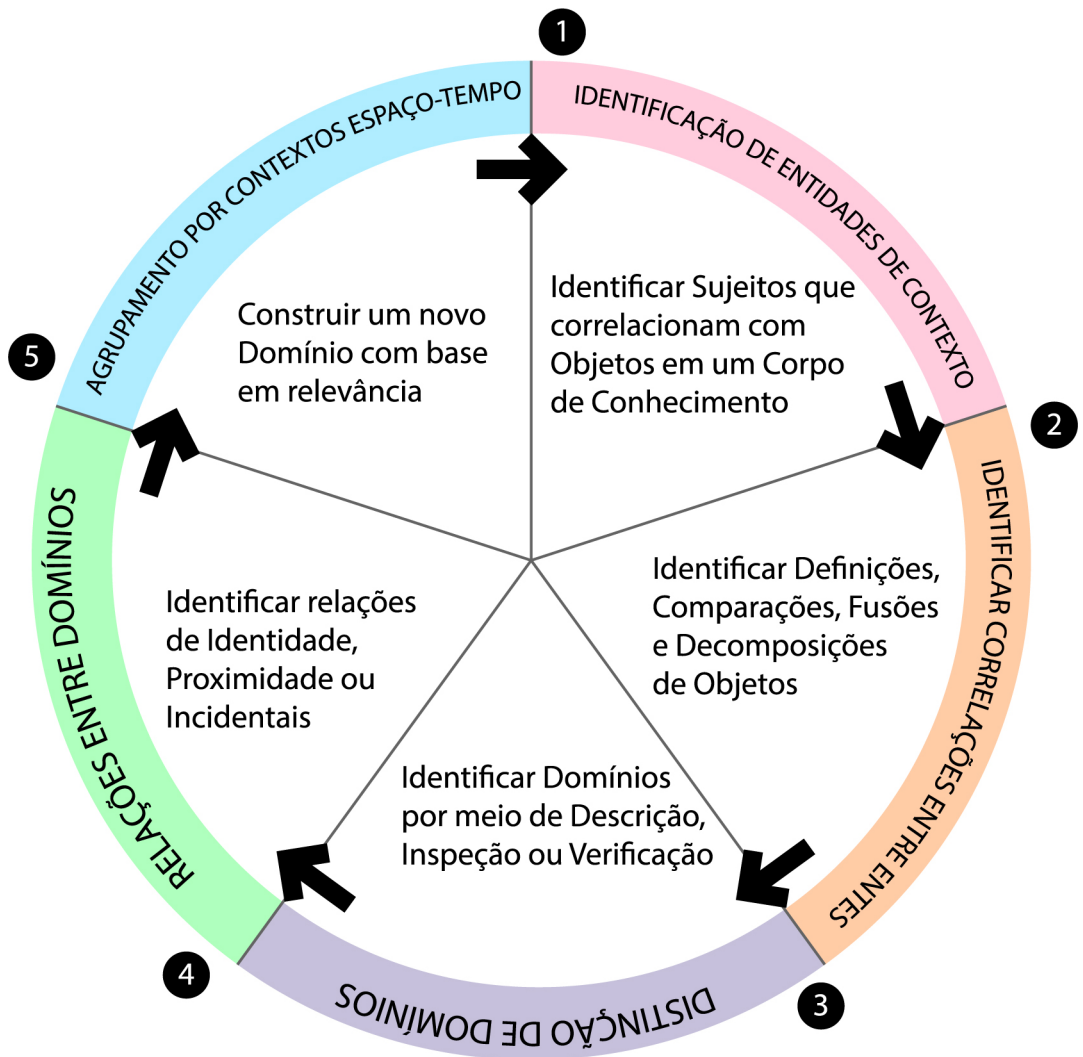 1
IDENTIFICAÇÃO DE ENTIDADES DE CONTEXTO
Identificar Sujeitos que
correlacionam com
Objetos em um Corpo
de Conhecimento
2
IDENTIFICAR CORRELAÇÕES ENTRE ENTES
Identificar Definições,
Comparações, Fusões
e Decomposições
de Objetos
3
DISTINÇÃO DE DOMÍNIOS
Identificar Domínios
por meio de Descrição,
Inspeção ou Verificação
4
RELAÇÕES ENTRE DOMÍNIOS
Identificar relações
de Identidade,
Proximidade ou
Incidentais
5
AGRUPAMENTO POR CONTEXTOS ESPAÇO-TEMPO
Construir um novo
Domínio com base
em relevância